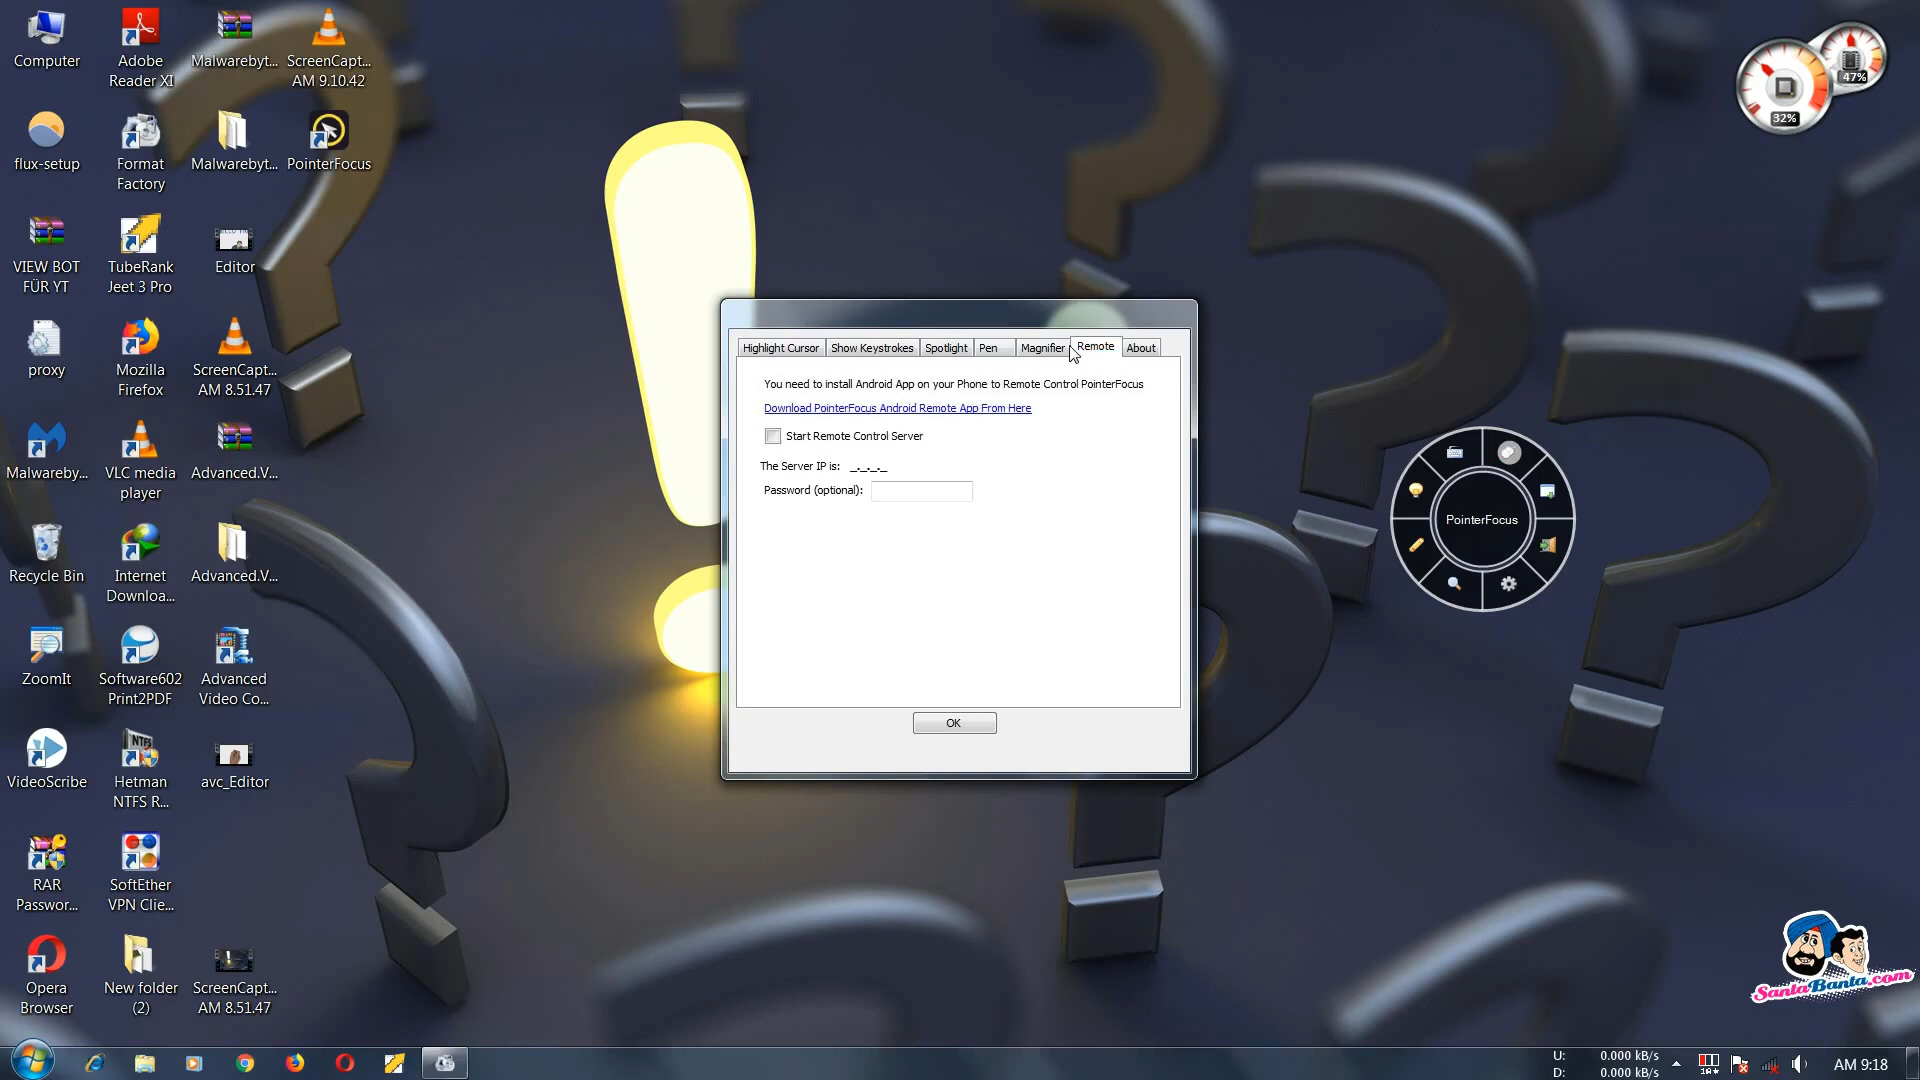 Computer
Adobe
Reader XI
Malwarebyt...
ScreenCapt...
AM 9.10.42
flux-setup
Format
Factory
Malwarebyt...
PointerFocus
VIEW BOT
FÜR YT
TubeRank
Jeet 3 Pro
Editor
proxy
Mozilla
Firefox
ScreenCapt...
AM 8.51.47
Malwareby...
VLC media
player
Advanced.V...
Recycle Bin
Internet
Downloa...
Advanced.V...
ZoomIt
Software602
Print2PDF
Advanced
Video Co...
VideoScribe
NTFS
Hetman
NTFS R...
avc_Editor
RAR
Passwor...
SoftEther
VPN Clie...
Opera
Browser
New folder
(2)
ScreenCapt...
AM 8.51.47
47%
32%
Highlight Cursor
Show Keystrokes
Spotlight
Pen
Magnifier
Remote
About
You need to install Android App on your Phone to Remote Control PointerFocus
Download PointerFocus Android Remote App From Here
Start Remote Control Server
The Server IP is: _._._._
Password (optional):
OK
PointerFocus
SantaBanta.com
U: 0.000 kB/s
D: 0.000 kB/s
AM 9:18